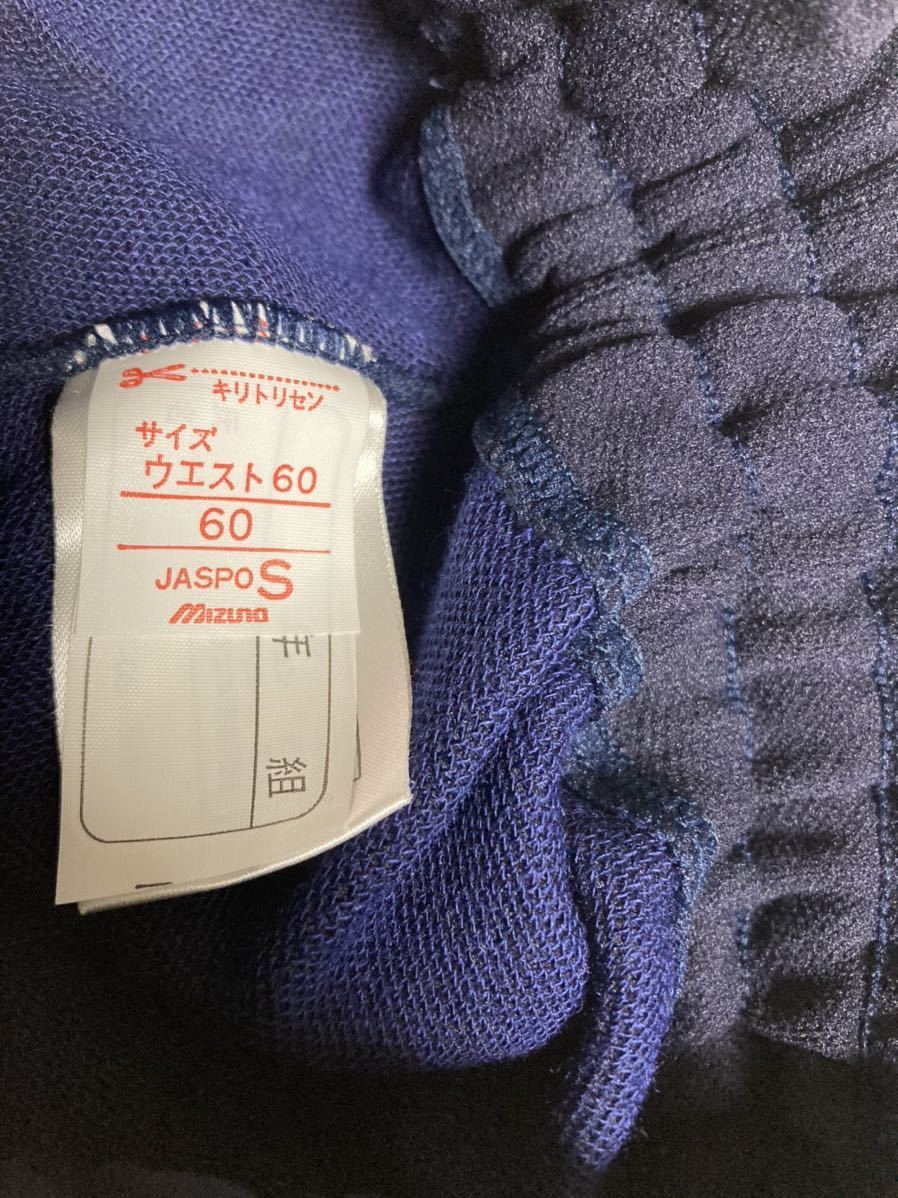 キリトリセン
サイズ
ウエスト60
60
JASPO S
mizuno
年
組